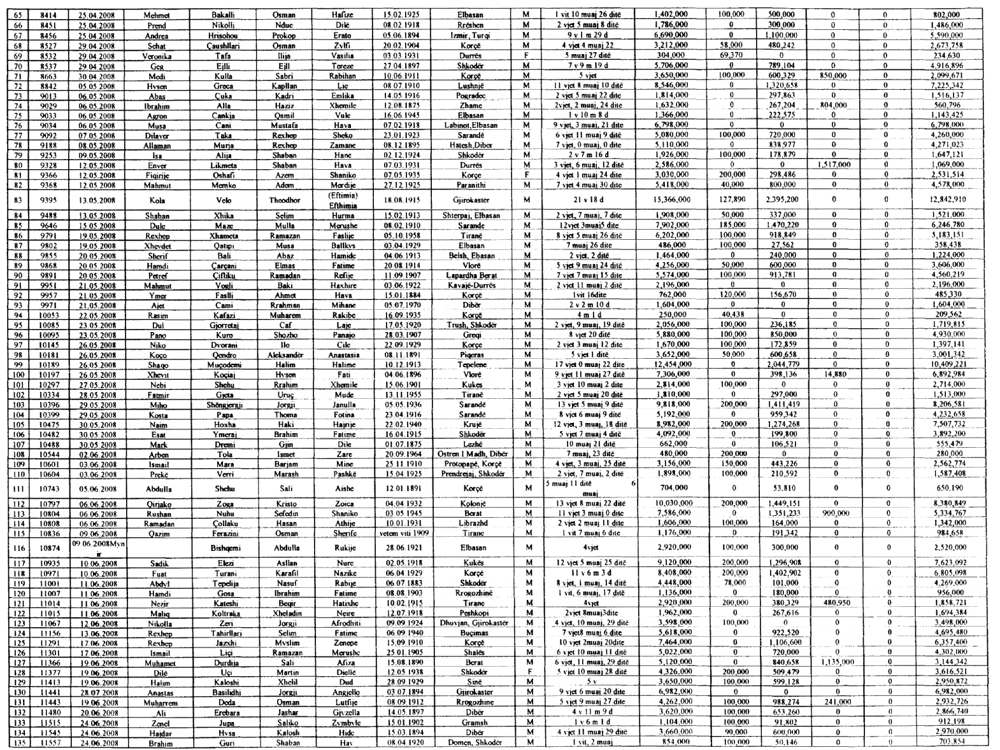 65 8414 25.04.2008 Mehmet Bakalli Osman Hafize 15.02.1925 Elbasan M 1 vit 10 muaj 26 ditë 1,402,000 100,000 500,000 0 0 802,000
66 8451 25.04.2008 Prend Nikolli Nduc Dilë 08 02.1918 Rrëshen M 2 vjet 5 muaj 8 ditë 1,786,000 0 300,000 0 0 1,486,000
67 8456 25.04.2008 Andrea Hrisohou Prokop Erato 05.06.1894 Izmir, Turqi M 9 v 1 m 29 d 6,690,000 0 1,100,000 0 0 5,590,000
68 8527 29.04.2008 Sehat Çaushllari Osman Zylfi 20.02.1904 Korçë M 4 vjet 4 muaj 22 3,212,000 58,000 480,242 0 0 2,673,758
69 8532 29.04.2008 Veronika Tafa Ilija Vasilia 03.03.1931 Durrës F 5 muaj 27 ditë 304,000 69,370 0 0 0 234,630
70 8537 29.04.2008 Geg Ejlli Ejll Tereze 27.04.1897 Shkodër M 7 v 9 m 19 d 5,706,000 0 789,104 0 0 4,916,896
71 8663 30.04.2008 Medi Kulla Sabri Rabihan 10.06.1911 Korçë M 5 vjet 3,650,000 100,000 600,329 850,000 0 2,099,671
72 8842 05.05.2008 Hysen Greca Kapllan Lie 08 07.1910 Lushnjë M 11 vjet 8 muaj 10 ditë 8,546,000 0 1,320,658 0 0 7,225,342
73 9013 06.05.2008 Abas Çuka Kadri Emlika 14.05.1916 Pogradec M 2 vjet 5 muaj 22 ditë 1,814,000 0 297,863 0 0 1,516,137
74 9029 06.05.2008 Ibrahim Alla Haziz Xhemile 12.08.1875 Zhame M 2vjet, 2 muaj, 24 dite 1,632,000 0 267,204 804,000 0 560,796
75 9033 06.05.2008 Agron Cankja Qamil Vule 16.06.1945 Elbasan M 1 v 10 m 8 d 1,366,000 0 222,575 0 0 1,143,425
76 9034 06.05.2008 Musa Cani Mustafa Hava 07.02.1918 Labinot,Elbasan M 9 vjet, 3 muaj, 21 dite 6,798,000 0 0 0 0 6,798,000
77 9092 07.05.2008 Dilaver Taka Rexhep Sheko 23.01.1923 Sarandë M 6 vjet 11 muaj 9 ditë 5,080,000 100,000 720,000 0 0 4,260,000
78 9188 08.05.2008 Allaman Murja Rexhep Zamane 08.12.1895 Hatesh,Diber M 7 vjet, 0 muaj, 0 dite 5,110,000 0 838,977 0 0 4,271,023
79 9253 09.05.2008 Isa Alija Shaban Hane 02.12.1924 Shkodër M 2 v 7 m 16 d 1,926,000 100,000 178,879 0 0 1,647,121
80 9328 12.05.2008 Enver Likmeta Shaban Hava 07.03.1931 Durrës M 3 vjet, 6 muaj, 12 ditë 2,586,000 0 0 1,517,000 0 1,069,000
81 9366 12.05.2008 Fiqirije Oshafi Azem Shaniko 07.05.1935 Korçe F 4 vjet 1 muaj 24 dite 3,030,000 200,000 298,486 0 0 2,531,514
82 9368 12.05.2008 Mahmut Memko Adem Merdije 27.12.1925 Paranithi M 7 vjet 4 muaj 30 dite 5,418,000 40,000 800,000 0 0 4,578,000
83 9395 13.05.2008 Kola Velo Theodhor (Eftimia) Efthimia 18.08.1915 Gjirokaster M 21 v 18 d 15,366,000 127,890 2,395,200 0 0 12,842,910
84 9488 13.05.2008 Shaban Xhika Selim Hurma 15.02.1913 Shterpaj, Elbasan M 2 vjet, 7 muaj, 7 dite 1,908,000 50,000 337,000 0 0 1,521,000
85 9646 15.05.2008 Dule Maze Mulla Merushe 08.02.1910 Sarande M 12vjet 3muaj5 ditë 7,902,000 185,000 1,470,220 0 0 6,246,780
86 9791 19.05.2008 Rexhep Xhameta Ramazan Faslije 05.10.1958 Tiranë M 8 vjet 5 muaj 26 ditë 6,202,000 100,000 918,849 0 0 5,183,151
87 9802 19.05.2008 Xhevdet Qatipi Musa Ballkys 03.04.1929 Elbasan M 7 muaj 26 dite 486,000 100,000 27,562 0 0 358,438
88 9855 20.05.2008 Sherif Bali Abaz Hamide 04.06.1913 Belsh, Ebasan M 2 vjet, 2 ditë 1,464,000 0 240,000 0 0 1,224,000
89 9868 20.05.2008 Hamdi Çarçani Elmas Fatime 20.08 1914 Vlorë M 5 vjet 9 muaj 24 ditë 4,256,000 50,000 600,000 0 0 3,606,000
90 9891 20.05.2008 Petref Çifliku Ramadan Refije 11.09.1907 Lapardha Berat M 7 vjet 7 muaj 15 dite 5,574,000 100,000 913,781 0 0 4,560,219
91 9951 21.05.2008 Mahmut Vogli Baki Haxhire 03.06.1922 Kavajë-Durrës M 2 vjet 11 muaj 2 ditë 2,196,000 0 0 0 0 2,196,000
92 9957 21.05.2008 Ymer Faslli Ahmet Hava 15.01.1884 Korçë M 1vit 16dite 762,000 120,000 156,670 0 0 485,330
93 9971 21.05.2008 Ajet Cami Rrahman Mihane 05.07.1970 Dibër M 2 v 2 m 10 d 1,604,000 0 0 0 0 1,604,000
94 10053 22.05.2008 Rasim Kafazi Muharem Rakibe 16.09.1935 Korçë M 4 m 1 d 250,000 40,438 0 0 0 209,562
95 10085 23.05.2008 Dul Gjorretaj Caf Laje 17.05.1920 Trush, Shkodër M 2 vjet, 9 muaj, 19 ditë 2,056,000 100,000 236,185 0 0 1,719,815
96 10095 23.05.2008 Pano Kuro Shozho Panajo 28.03.1907 Greqi M 8 vjet 20 ditë 5,880,000 100,000 850,000 0 0 4,930,000
97 10145 26.05.2008 Niko Dvorani Ilo Cile 22.09.1929 Korçe M 2 vjet 3 muaj 12 dite 1,670,000 100,000 172,859 0 0 1,397,141
98 10181 26.05.2008 Koço Qendro Aleksandër Anastasia 08.11.1891 Piqeras M 5 vjet 1 ditë 3,652,000 50,000 600,658 0 0 3,001,342
99 10189 26.05.2008 Shaqo Muçodemi Halim Halime 10.12.1913 Tepelene M 17 vjet 0 muaj 22 dite 12,454,000 0 2,044,779 0 0 10,409,221
100 10197 26.05.2008 Xhevit Koçiaj Hysen Fati 04.06.1896 Vlorë M 9 vjet 11 muaj 27 ditë 7,306,000 0 398,136 14,880 0 6,892,984
101 10297 27.05.2008 Nebi Shehu Rrahim Xhemile 15.06.1901 Kukes M 3 vjet 10 muaj 2 dite 2,814,000 100,000 0 0 0 2,714,000
102 10334 28.05.2008 Fatmir Gjeta Uruç Mude 13.11.1955 Tiranë M 2 vjet 5 muaj 20 ditë 1,810,000 0 297,000 0 0 1,513,000
103 10396 29.05.2008 Miho Shëngjergji Jorgji Janulla 05.05.1936 Sarandë M 13 vjet 5 muaj 9 ditë 9,818,000 200,000 1,411,419 0 0 8,206,581
104 10399 29.05.2008 Kosta Papa Thoma Fotina 23.04.1916 Sarandë M 8 vjet 6 muaj 9 ditë 5,192,000 0 959,342 0 0 4,232,658
105 10475 30.05.2008 Naim Hoxha Haki Hajrije 22 02.1940 Krujë M 12 vjet, 3 muaj, 18 ditë 8,982,000 200,000 1,274,268 0 0 7,507,732
106 10482 30.05.2008 Esat Ymeraj Brahim Fatime 16.04.1915 Shkodër M 5 vjet 7 muaj 4 ditë 4,092,000 0 199,800 0 0 3,892,200
107 10488 30.05.2008 Mark Dremi Gjin Dile 01.07.1875 Lezhë M 10 muaj 21 ditë 662,000 0 106,521 0 0 555,479
108 10544 02.06.2008 Arben Tola Ismet Zare 20.09.1964 Ostren I Madh, Dibër M 7 muaj, 23 ditë 480,000 200,000 0 0 0 280,000
109 10601 03.06.2008 Ismail Mara Barjam Mine 25 11.1910 Protopapë, Korçë M 4 vjet, 3 muaj, 25 ditë 3,156,000 150,000 443,226 0 0 2,562,774
110 10604 03.06.2008 Prekë Verri Marash Pashkë 15.04.1925 Prendrejaj, Shkodër M 2 vjet, 7 muaj, 2 ditë 1,898,000 100,000 210,592 0 0 1,587,408
111 10743 05.06.2008 Abdulla Shehu Sali Aishe 12.01.1891 Korçë M 5 muaj 11 ditë 6 muaj 704,000 0 53,810 0 0 650,190
112 10797 06.06.2008 Qirjako Zoga Kristo Zoica 04.04.1932 Kolonjë M 13 vjet 8 muaj 22 ditë 10,030,000 200,000 1,449,151 0 0 8,380,849
113 10804 06.06.2008 Rushan Nuhu Sefedin Shaniko 03 05 1945 Berat M 11 vjet 3 muaj 0 dite 7,586,000 0 1,351,233 900,000 0 5,334,767
114 10808 06 06.2008 Ramadan Çollaku Hasan Athije 10.01.1931 Librazhd M 2 vjet 2 muaj 11 dite 1,606,000 100,000 164,000 0 0 1,342,000
115 10836 09.06.2008 Qazim Ferazini Osman Sherife vetem viti 1909 Tirane M 1 vit 7 muaj 6 dite 1,176,000 0 191,342 0 0 984,658
116 10874 09.06.2008Myn ir Bishqemi Abdulla Rukije 28.06.1921 Elbasan M 4vjet 2,920,000 100,000 300,000 0 0 2,520,000
117 10935 10.06.2008 Sadik Elezi Asllan Nure 02.05.1918 Kukës M 12 vjet 5 muaj 25 ditë 9,120,000 200,000 1,296,908 0 0 7,623,092
118 10971 10.06.2008 Fuat Turani Karafil Nazike 06.04.1929 Korçë M 11 v 6 m 3 d 8,408,000 200,000 1,402,902 0 0 6,805,098
119 11001 11.06.2008 Abdyl Tepelija Nasuf Rabije 06.07.1883 Shkodër M 8 vjet, 1 muaj, 14 ditë 4,448,000 78,000 101,000 0 0 4,269,000
120 11007 11 06.2008 Hamdi Gosa Ibrahim Fatime 08.08.1903 Rrogozhinë M 1 vit, 6 muaj, 17 ditë 1,136,000 0 180,000 0 0 956,000
121 11014 11 06.2008 Nezir Kateshi Beqir Hatixhe 10 02.1915 Tirane M 4vjet 2,920,000 200,000 380,329 480,950 0 1,858,721
122 11015 11.06.2008 Maliq Koltraka Xheladin Neire 12.07.1918 Peshkopi M 2vjet 8muaj3dite 1,962,000 0 267,616 0 0 1,694,384
123 11067 12.06.2008 Nikolla Zeri Jorgji Afrodhiti 09.09.1924 Dhuvjan, Gjirokastër M 4 vjet, 10 muaj, 29 ditë 3,598,000 100,000 0 0 0 3,498,000
124 11156 13.06.2008 Rexhep Tahirllari Selim Fatime 06.09.1940 Buçimas M 7 vjet8 muaj 6 dite 5,618,000 0 922,520 0 0 4,695,480
125 11291 17.06.2008 Rexhep Jazxhi Myslim Zenepe 15.09.1910 Korçë M 10 vjet 2muaj 20dite 7,464,000 0 1,106,600 0 0 6,357,400
126 11301 17.06.2008 Ismail Liçi Ramazan Merushe 25 01.1905 Shalës M 6 vjet 10 muaj 11 ditë 5,022,000 0 720,000 0 0 4,302,000
127 11366 19.06.2008 Muhamet Durdija Sali Afiza 15.08.1890 Berat M 6 vjet, 11 muaj, 29 ditë 5,120,000 0 840,658 1,135,000 0 3,144,342
128 11377 19.06.2008 Dilë Uçi Martin Diellë 12.05 1938 Shkodër F 5 vjet 10 muaj 28 ditë 4,326,000 200,000 509,479 0 0 3,616,521
129 11413 19.06.2008 Halim Kaloshi Xhelil Dud 28.09.1929 Sinë M 5 v 3,650,000 100,000 599,128 0 0 2,950,872
130 11441 28.07 2008 Anastas Basilidhi Jorgji Angjello 03.07.1894 Gjirokaster M 9 vjet 6 muaj 20 dite 6,982,000 0 0 0 0 6,982,000
131 11443 19.06.2008 Muharrem Deda Osman Lutfije 08 09.1912 Rrogozhine M 5 vjet 9 muaj 27 dite 4,262,000 100,000 988,274 241,000 0 2,932,726
132 11480 20.06.2008 Ali Erebara Jashar Gjyzella 14.05.1897 Dibër M 4 v 11 m 9 d 3,620,000 100,000 653,260 0 0 2,866,740
133 11515 24 06.2008 Zenel Jupa Saliko Zymbyle 15.01.1902 Gramsh M 1 v 6 m 1 d 1,104,000 100,000 91,802 0 0 912,198
134 11545 24.06.2008 Hajdar Hysa Kalosh Hide 15.03.1894 Dibër M 4 vjet 11 muaj 29 ditë 3,660,000 90,000 600,000 0 0 2,970,000
135 11557 24.06.2008 Brahim Guri Shaban Hav 08.04.1920 Domen, Shkodër M 1 vit, 2 muaj 854,000 100,000 50,146 0 0 703,854